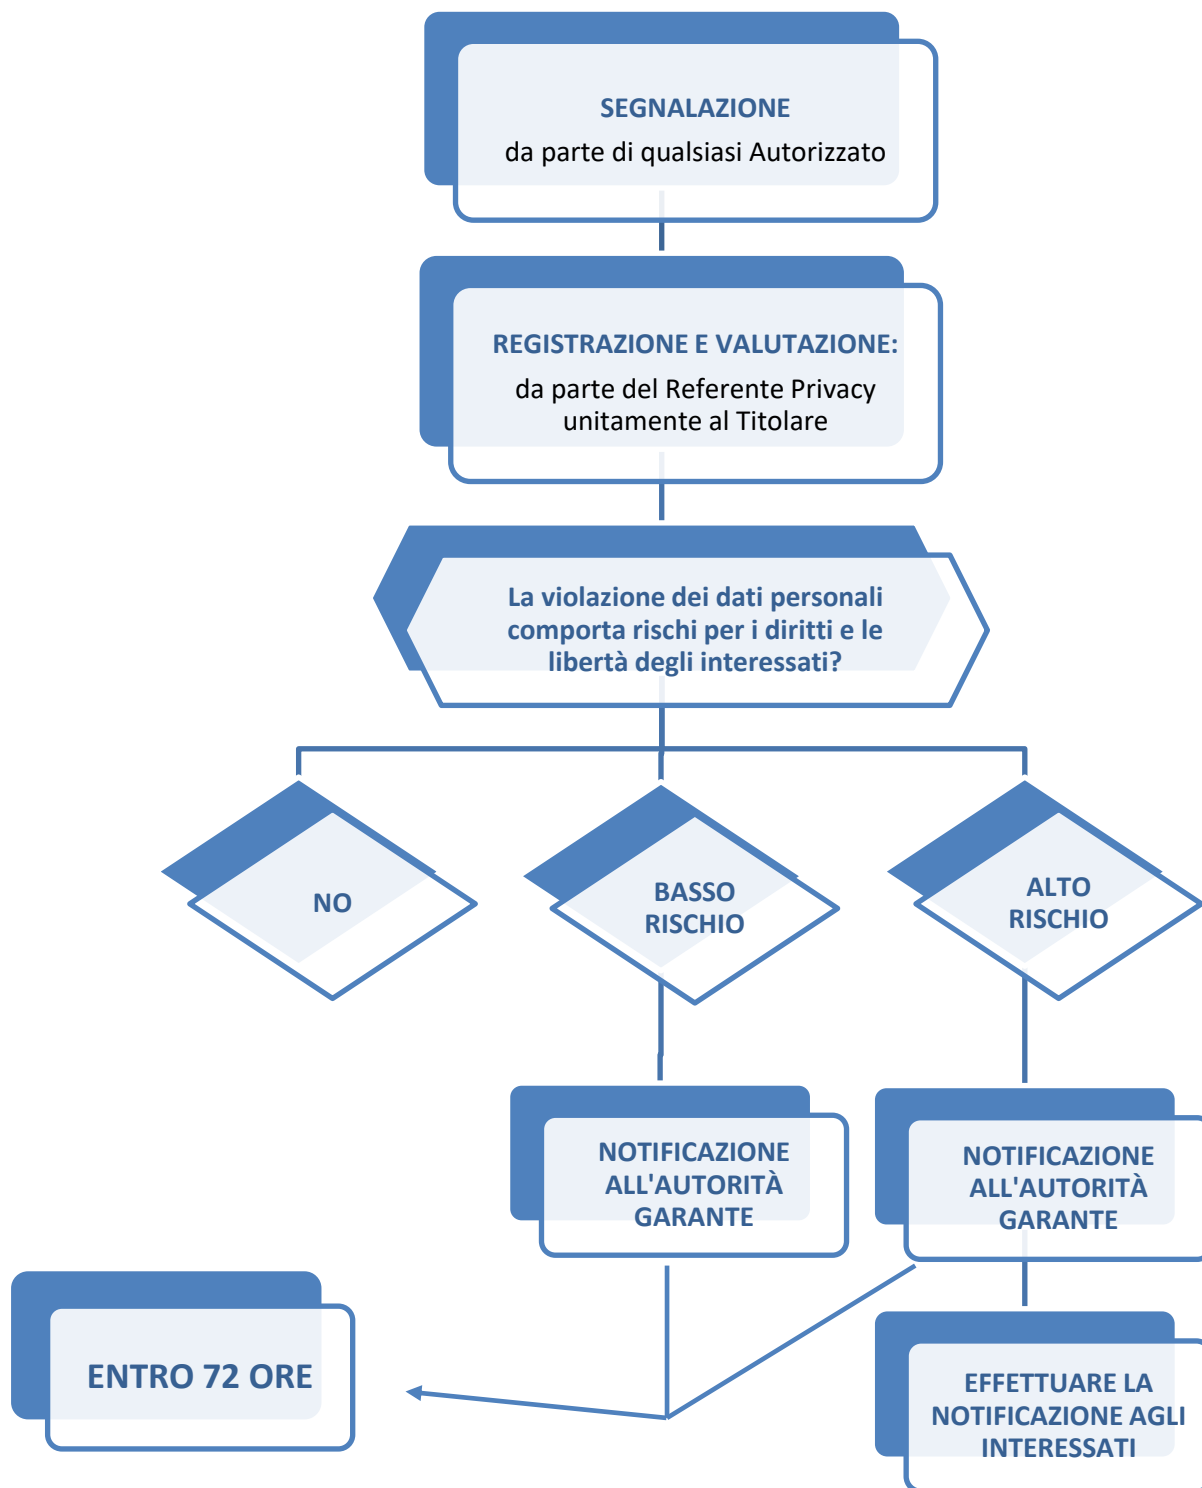 SEGNALAZIONE
da parte di qualsiasi Autorizzato
REGISTRAZIONE E VALUTAZIONE:
da parte del Referente Privacy
unitamente al Titolare
La violazione dei dati personali
comporta rischi per i diritti e le
libertà degli interessati?
NO
BASSO
RISCHIO
ALTO
RISCHIO
NOTIFICAZIONE
ALL'AUTORITÀ
GARANTE
NOTIFICAZIONE
ALL'AUTORITÀ
GARANTE
ENTRO 72 ORE
EFFETTUARE LA
NOTIFICAZIONE AGLI
INTERESSATI